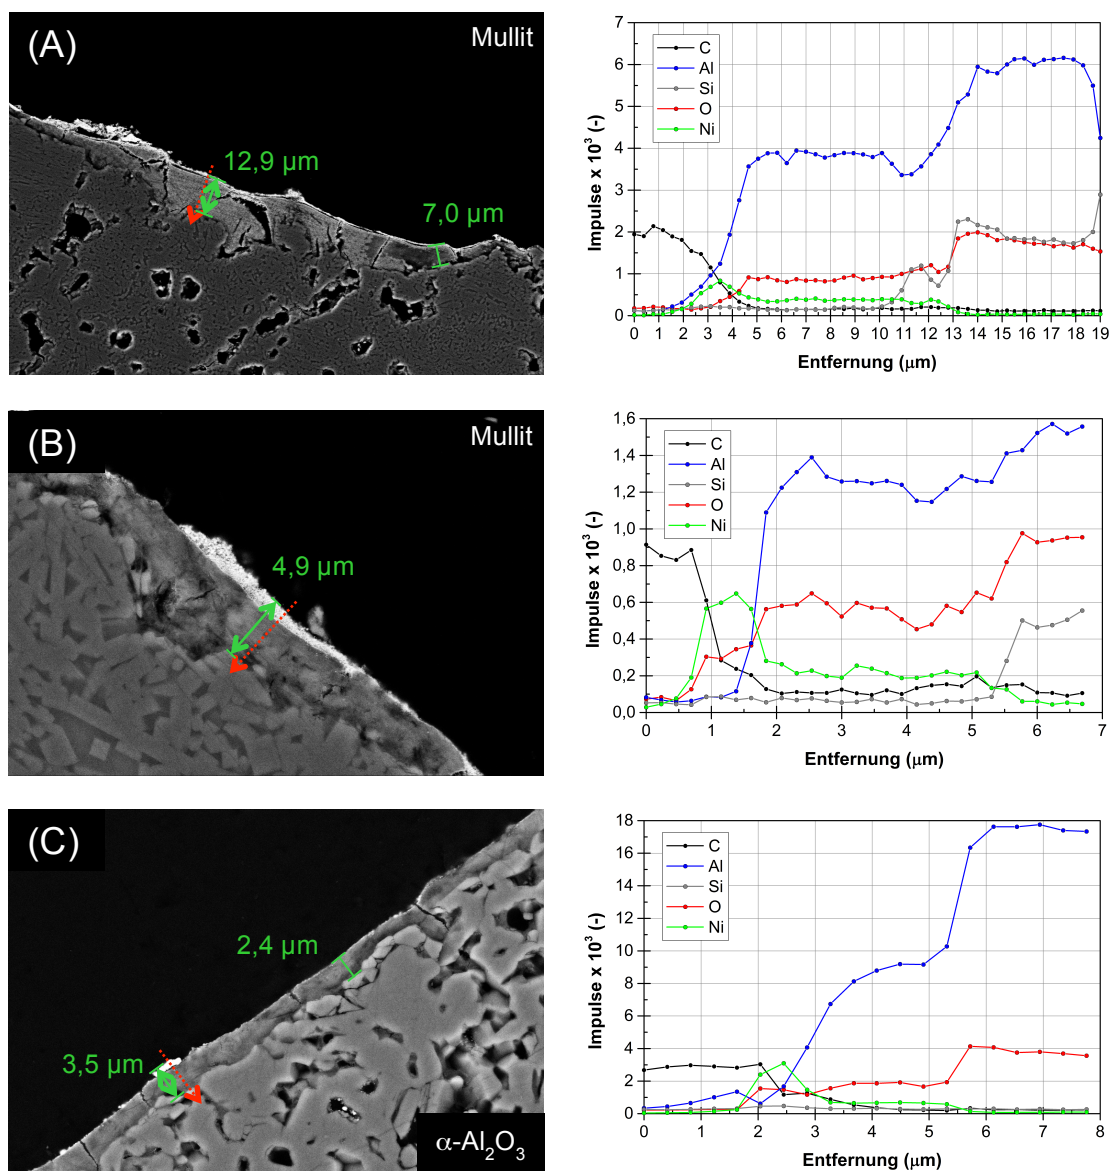 (A)
Mullit
12,9 µm
7,0 µm
7
6
5
4
3
2
1
0
Impulse x 10³ (-)
C
Al
Si
O
Ni
0 1 2 3 4 5 6 7 8 9 10 11 12 13 14 15 16 17 18 19
Entfernung (µm)
(B)
Mullit
4,9 µm
1,6
1,4
1,2
1,0
0,8
0,6
0,4
0,2
0,0
Impulse x 10³ (-)
C
Al
Si
O
Ni
0 1 2 3 4 5 6 7
Entfernung (µm)
(C)
2,4 µm
3,5 µm
α-Al₂O₃
18
16
14
12
10
8
6
4
2
0
Impulse x 10³ (-)
C
Al
Si
O
Ni
0 1 2 3 4 5 6 7 8
Entfernung (µm)